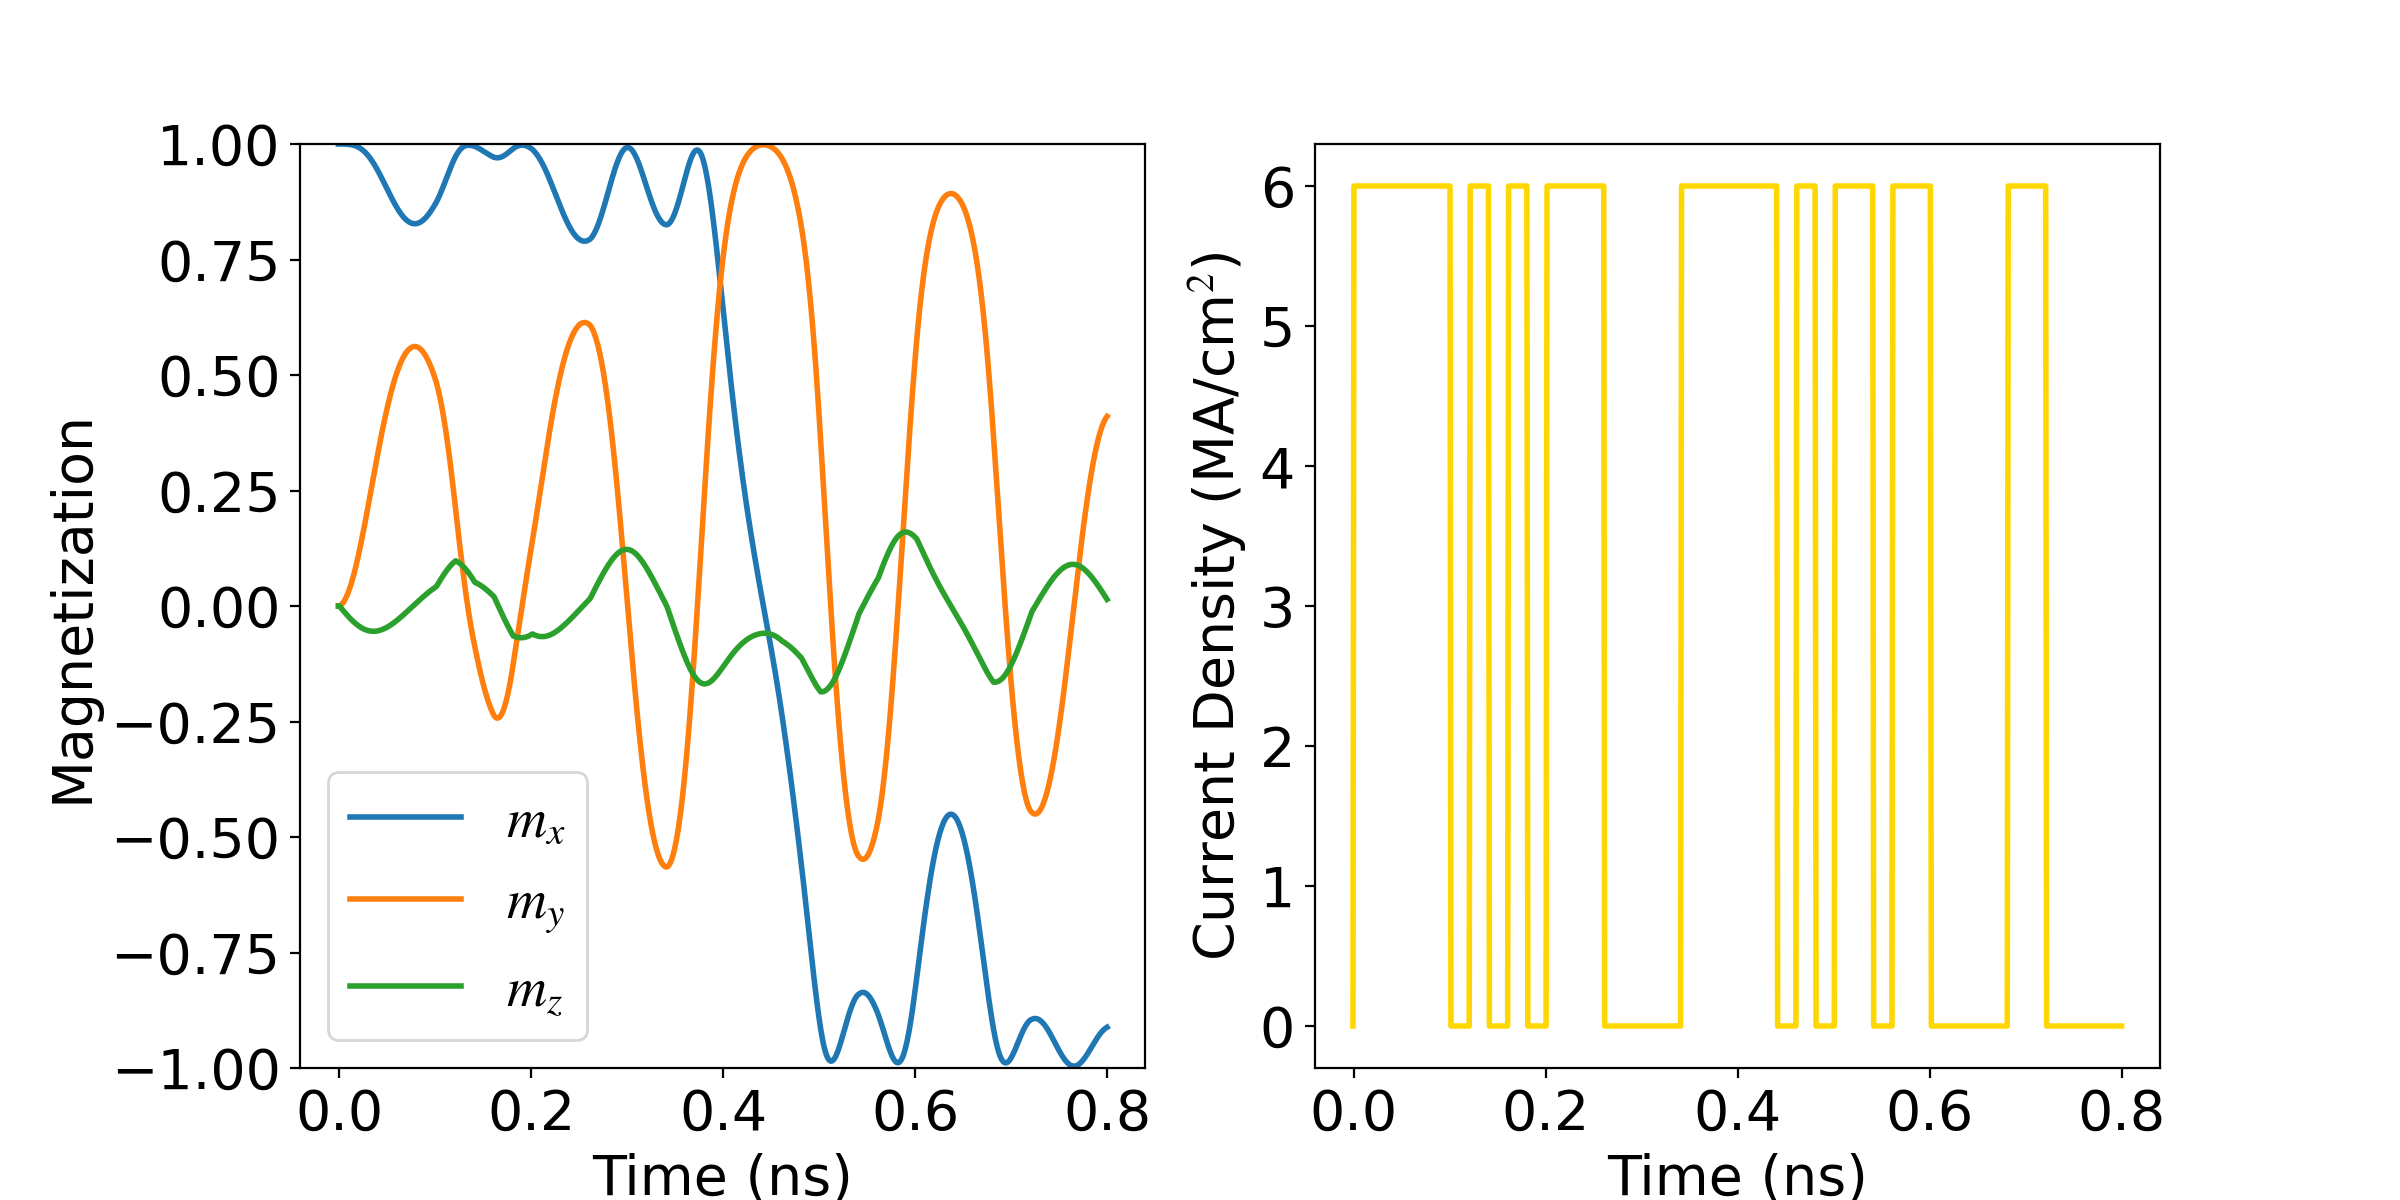 Magnetization
1.00
0.75
0.50
0.25
0.00
−0.25
−0.50
−0.75
−1.00
m_x
m_y
m_z
0.0 0.2 0.4 0.6 0.8
Time (ns)
Current Density (MA/cm²)
6
5
4
3
2
1
0
0.0 0.2 0.4 0.6 0.8
Time (ns)